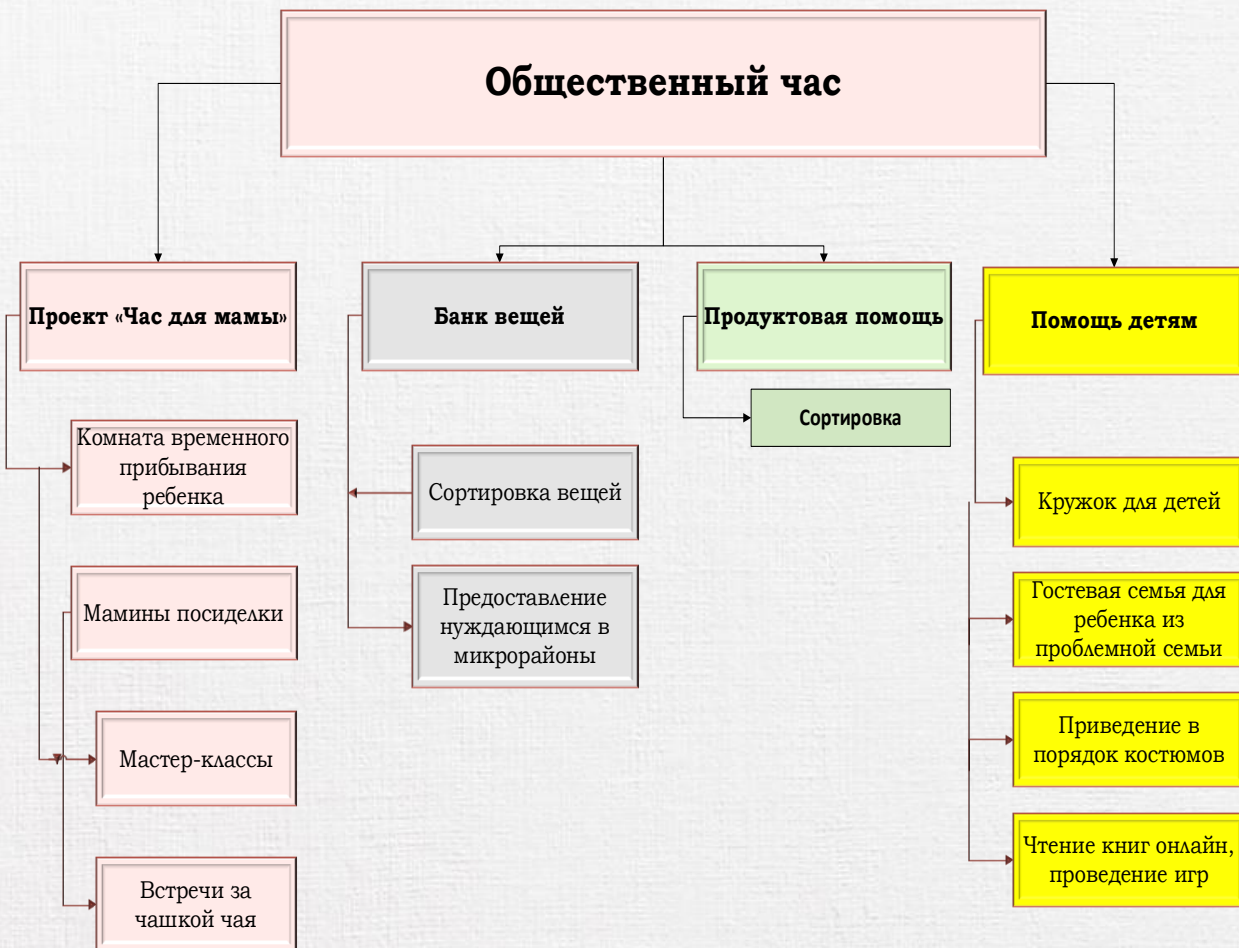 Общественный час
Проект «Час для мамы»
Банк вещей
Продуктовая помощь
Помощь детям
Комната временного
прибывания
ребенка
Мамины посиделки
Мастер-классы
Встречи за
чашкой чая
Сортировка вещей
Предоставление
нуждающимся в
микрорайоны
Сортировка
Кружок для детей
Гостевая семья для
ребенка из
проблемной семьи
Приведение в
порядок костюмов
Чтение книг онлайн,
проведение игр